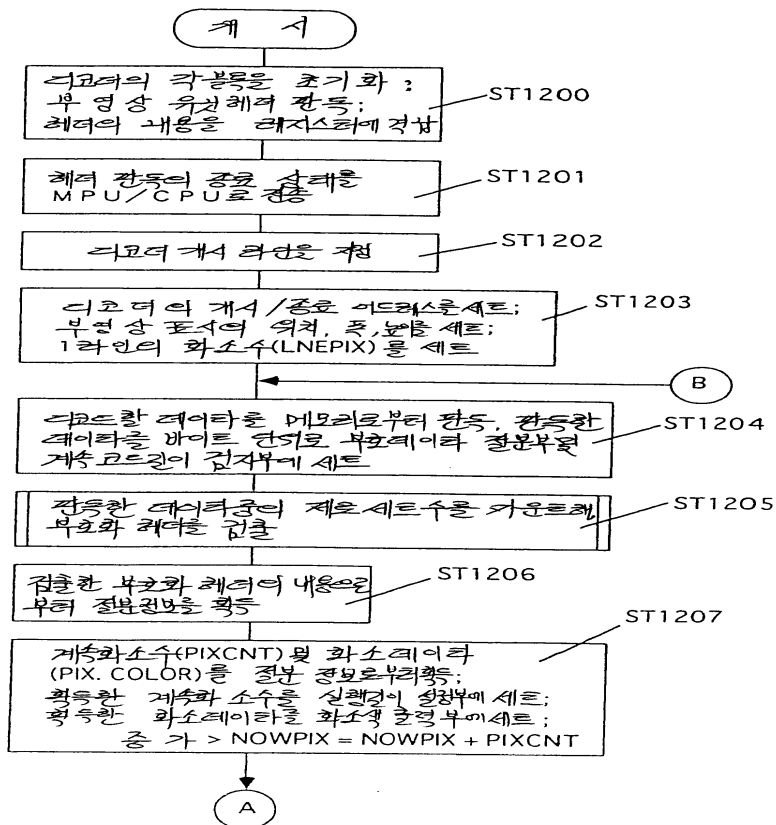 개 시
디코더의 각블록을 초기화 :
부 영상 유닛헤더 판독;
헤더의 내용을 레지스터에 격납
ST1200
헤더 판독의 종료 상태를
MPU/CPU로 전송
ST1201
디코더 개시 라인을 지정
ST1202
디코더의 개시/종료 어드레스를 세트;
부영상 표시의 위치, 폭,높이를 세트;
1라인의 화소수(LNEPIX)를 세트
ST1203
B
디코드할 데이타를 메모리로부터 판독, 판독한
데이타를 바이트 단위로 부호데이타 절분부및
계속코드길이 검지부에 세트
ST1204
판독한 데이타중의 제로세트수를 카운트해
부호화 헤더를 검출
ST1205
검출한 부호화 헤더의 내용으로
부터 절분정보를 획득
ST1206
계속화소수(PIXCNT) 및 화소데이타
(PIX. COLOR)를 절분 정보로부터획득;
획득한 계속화 소수를 실행길이 설정부에 세트;
획득한 화소데이타를 화소색 출력 부에세트;
증 가 > NOWPIX = NOWPIX + PIXCNT
ST1207
A